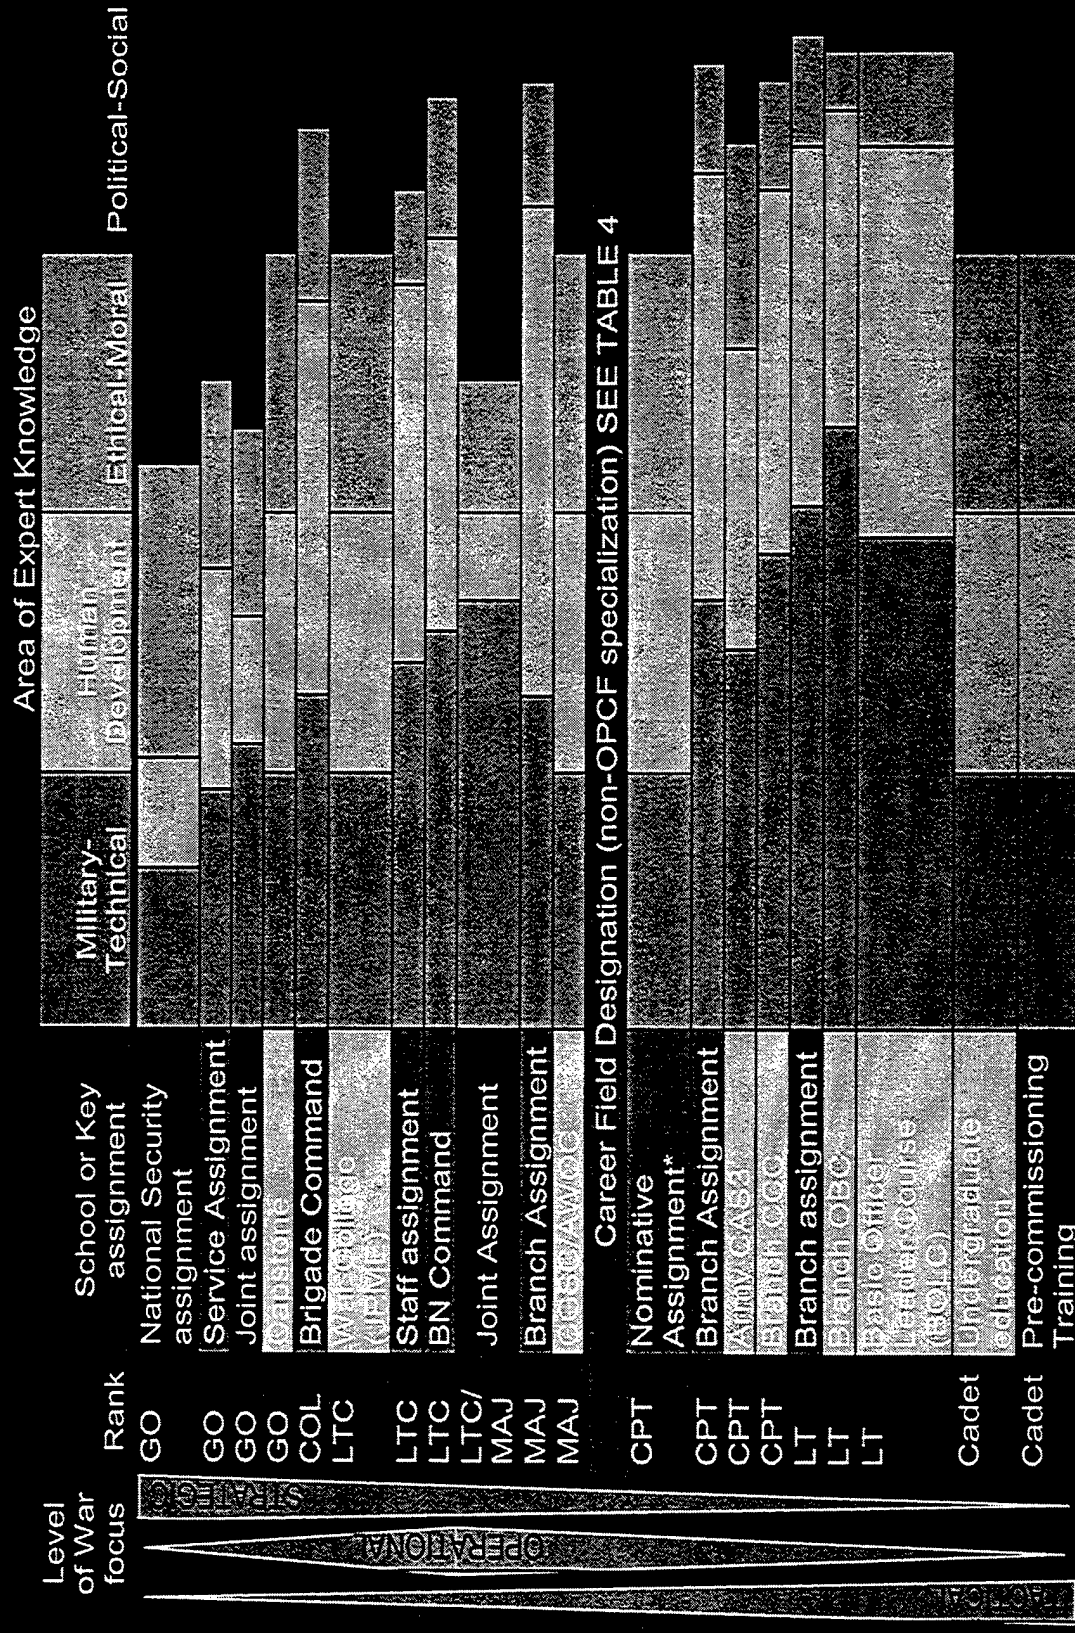 Area of Expert Knowledge
Level
of War
focus
Rank
School or Key
assignment
Military-
Technical
Human
Development
Ethical-Moral
Political-Social
GO
National Security
assignment
GO
Service Assignment
GO
Joint assignment
GO
Capstone
COL
Brigade Command
LTC
War College
(JPME)
LTC
Staff assignment
LTC
BN Command
LTC/
MAJ
Joint Assignment
MAJ
Branch Assignment
MAJ
Career Field Designation (non-OPCF specialization) SEE TABLE 4
CPT
Nominative
Assignment*
CPT
Branch Assignment
CPT
Army CAS3
CPT
Branch CCC
LT
Branch assignment
LT
Branch OBC
LT
Basic Officer
Leader Course
(BOLC)
Cadet
Undergraduate
education
Cadet
Pre-commissioning
Training
STRATEGIC
OPERATIONAL
TACTICAL